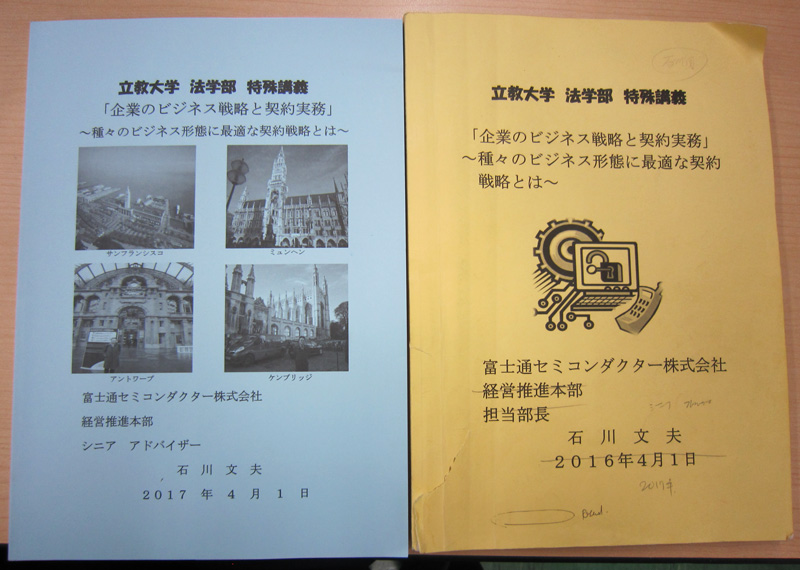 立教大学 法学部 特殊講義
「企業のビジネス戦略と契約実務」
～種々のビジネス形態に最適な契約戦略とは～
サンフランシスコ
ミュンヘン
アントワープ
ケンブリッジ
富士通セミコンダクター株式会社
経営推進本部
シニア アドバイザー
石 川 文 夫
2017 年 4 月 1 日
立教大学 法学部 特殊講義
「企業のビジネス戦略と契約実務」
～種々のビジネス形態に最適な契約
戦略とは～
富士通セミコンダクター株式会社
経営推進本部
担当部長
シニア
石 川 文 夫
2016年4月1日
2017年